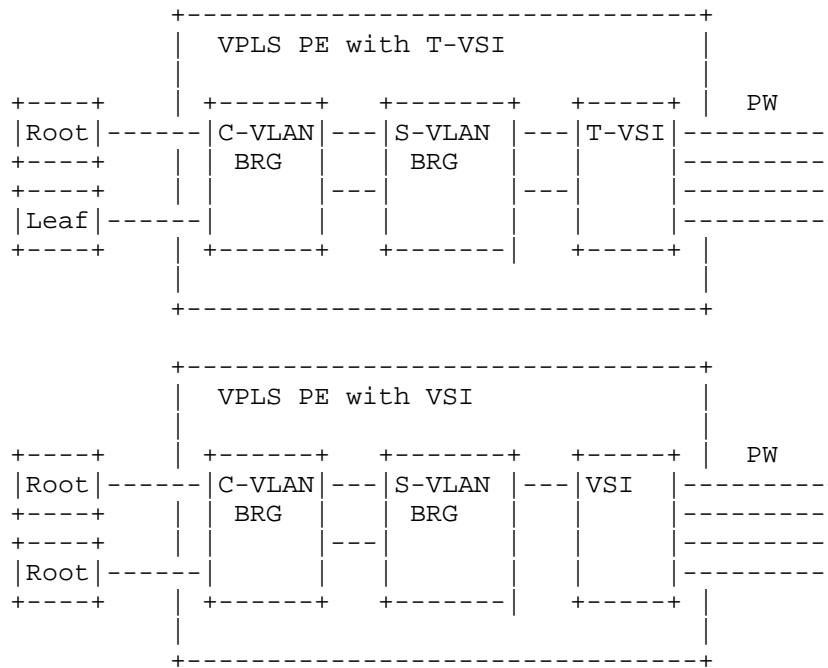 VPLS PE with T-VSI
PW
Root C-VLAN S-VLAN T-VSI
BRG BRG
Leaf
VPLS PE with VSI
PW
Root C-VLAN S-VLAN VSI
BRG BRG
Root